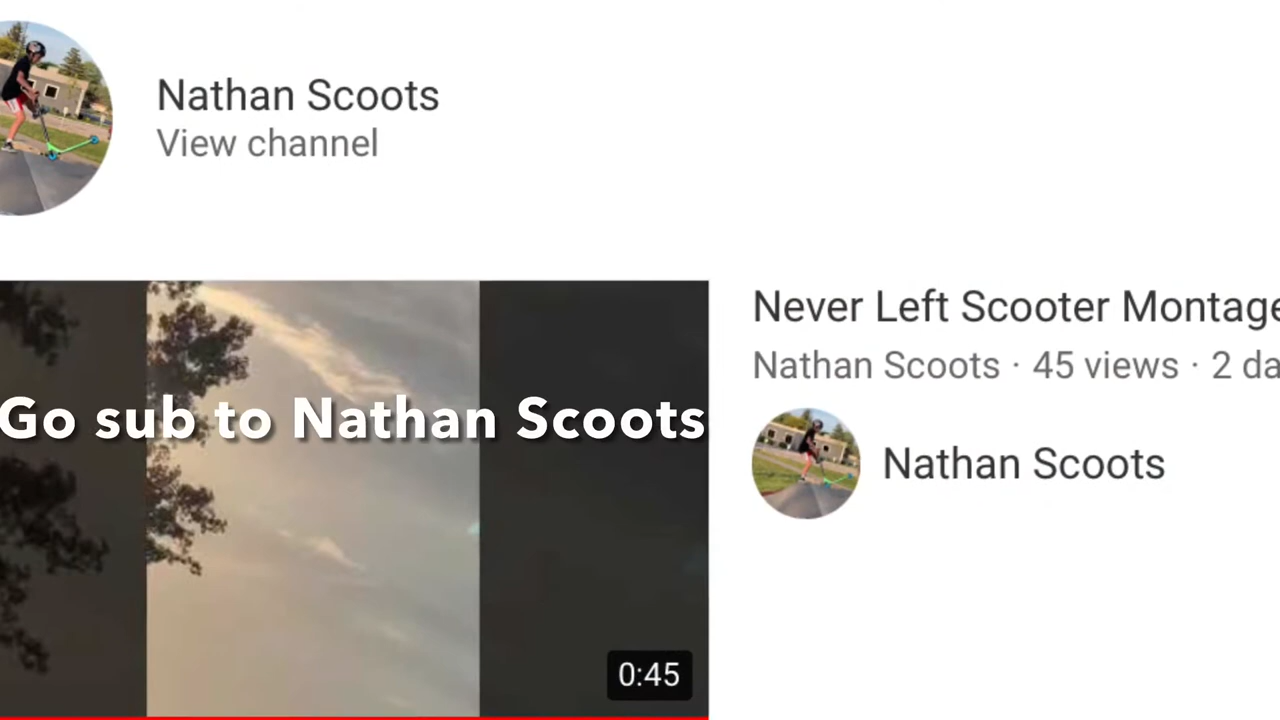 Nathan Scoots
View channel
Go sub to Nathan Scoots
0:45
Never Left Scooter Montage
Nathan Scoots · 45 views · 2 da
Nathan Scoots